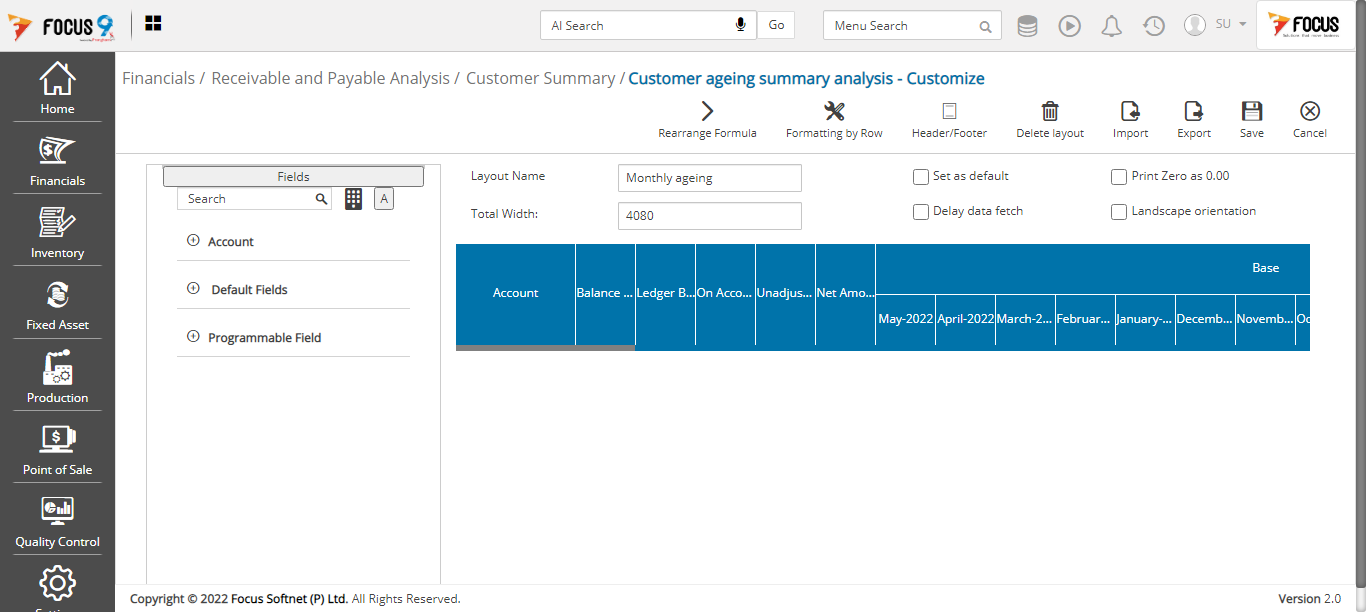 FOCUS 9
AI Search
Go
Menu Search
SU
FOCUS
Home
Financials
Inventory
Fixed Asset
Production
Point of Sale
Quality Control
Financials / Receivable and Payable Analysis / Customer Summary / Customer ageing summary analysis - Customize
Rearrange Formula
Formatting by Row
Header/Footer
Delete layout
Import
Export
Save
Cancel
Fields
Search
A
Account
Default Fields
Programmable Field
Layout Name
Monthly ageing
Set as default
Print Zero as 0.00
Total Width:
4080
Delay data fetch
Landscape orientation
Base
Account
Balance ...
Ledger B...
On Acco...
Unadjus...
Net Amo...
May-2022
April-2022
March-2...
Februar...
January-...
Decemb...
Novemb...
Oc
Copyright © 2022 Focus Softnet (P) Ltd. All Rights Reserved.
Version 2.0